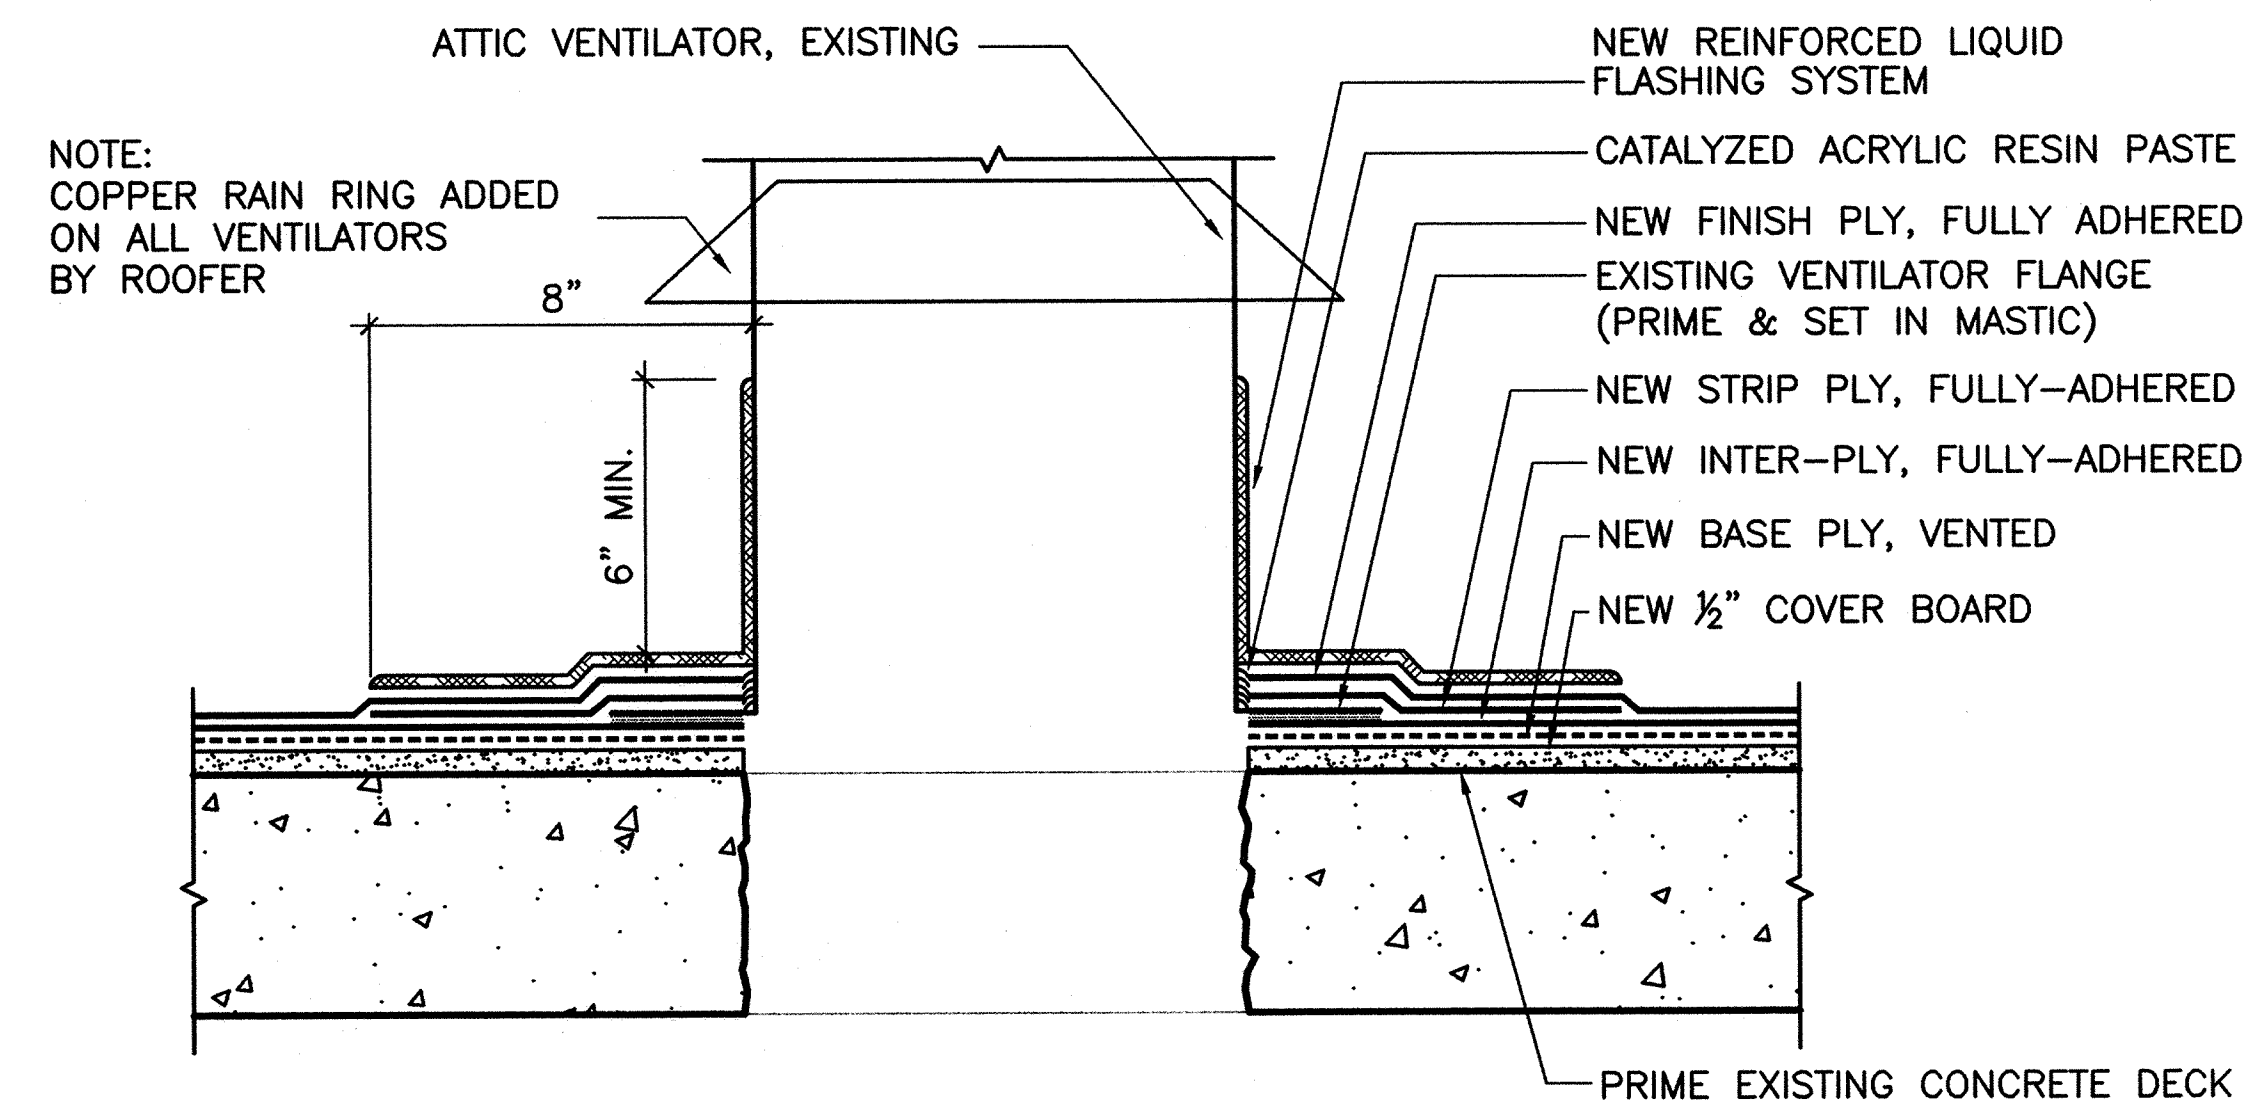 ATTIC VENTILATOR, EXISTING
NOTE:
COPPER RAIN RING ADDED
ON ALL VENTILATORS
BY ROOFER
8”
6” MIN.
NEW REINFORCED LIQUID
FLASHING SYSTEM
CATALYZED ACRYLIC RESIN PASTE
NEW FINISH PLY, FULLY ADHERED
EXISTING VENTILATOR FLANGE
(PRIME & SET IN MASTIC)
NEW STRIP PLY, FULLY-ADHERED
NEW INTER-PLY, FULLY-ADHERED
NEW BASE PLY, VENTED
NEW ½” COVER BOARD
PRIME EXISTING CONCRETE DECK